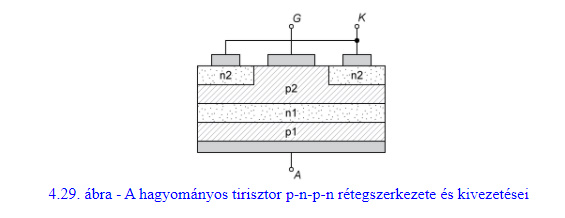 G K
n2 n2
p2
n1
p1
A
4.29. ábra - A hagyományos tirisztor p-n-p-n rétegszerkezete és kivezetései